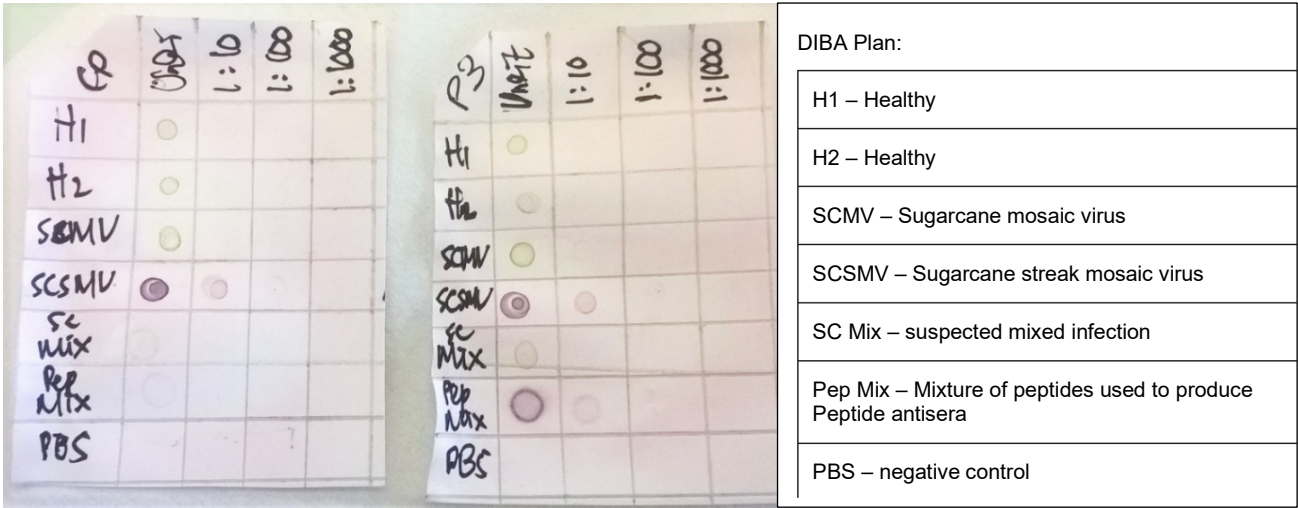 CP Undil 1:10 1:100 1:1000
H1
H2
SCMV
SCSMV
SC
Mix
Pep
Mix
PBS
P3 Undil 1:10 1:100 1:1000
H1
H2
SCMV
SCSMV
SC
Mix
Pep
Mix
PBS
DIBA Plan:
H1 – Healthy
H2 – Healthy
SCMV – Sugarcane mosaic virus
SCSMV – Sugarcane streak mosaic virus
SC Mix – suspected mixed infection
Pep Mix – Mixture of peptides used to produce
Peptide antisera
PBS – negative control